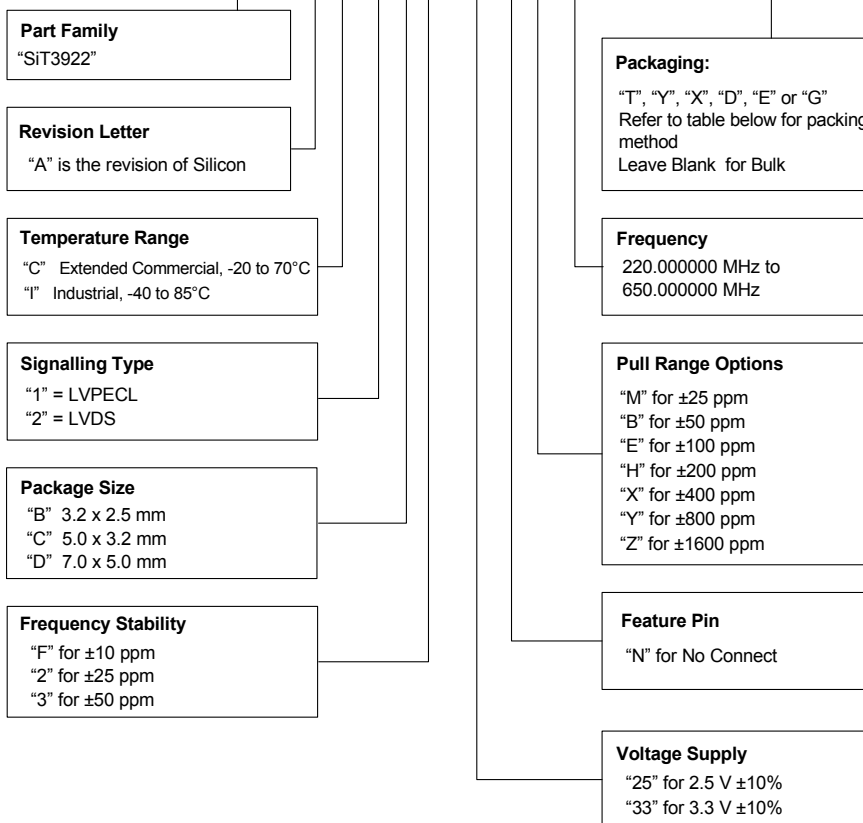 Part Family
“SiT3922”
Revision Letter
“A” is the revision of Silicon
Temperature Range
“C” Extended Commercial, -20 to 70°C
“I” Industrial, -40 to 85°C
Signalling Type
“1” = LVPECL
“2” = LVDS
Package Size
“B” 3.2 x 2.5 mm
“C” 5.0 x 3.2 mm
“D” 7.0 x 5.0 mm
Frequency Stability
“F” for ±10 ppm
“2” for ±25 ppm
“3” for ±50 ppm
Packaging:
“T”, “Y”, “X”, “D”, “E” or “G”
Refer to table below for packing
method
Leave Blank for Bulk
Frequency
220.000000 MHz to
650.000000 MHz
Pull Range Options
“M” for ±25 ppm
“B” for ±50 ppm
“E” for ±100 ppm
“H” for ±200 ppm
“X” for ±400 ppm
“Y” for ±800 ppm
“Z” for ±1600 ppm
Feature Pin
“N” for No Connect
Voltage Supply
“25” for 2.5 V ±10%
“33” for 3.3 V ±10%